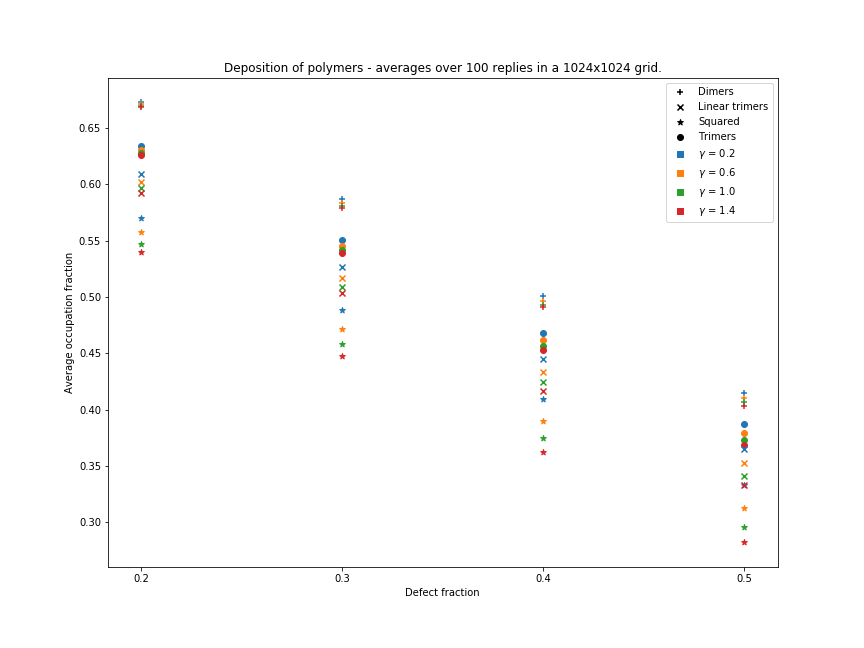 Deposition of polymers - averages over 100 replies in a 1024x1024 grid.
Dimers
Linear trimers
Squared
Trimers
γ = 0.2
γ = 0.6
γ = 1.0
γ = 1.4
Average occupation fraction
0.65
0.60
0.55
0.50
0.45
0.40
0.35
0.30
0.2 0.3 0.4 0.5
Defect fraction